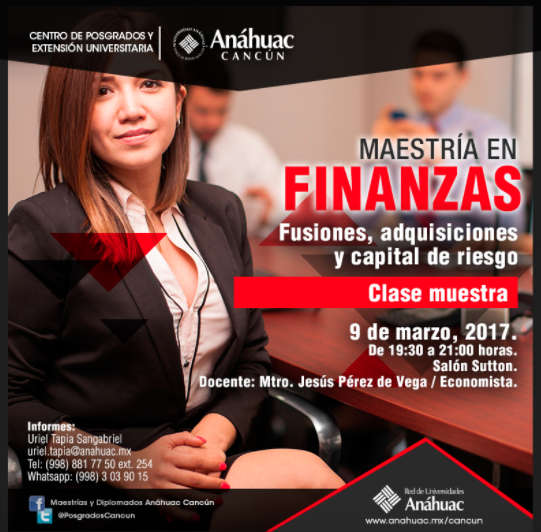 CENTRO DE POSGRADOS Y
EXTENSIÓN UNIVERSITARIA
Anáhuac
CANCÚN
MAESTRÍA EN
FINANZAS
Fusiones, adquisiciones
y capital de riesgo
Clase muestra
9 de marzo, 2017.
De 19:30 a 21:00 horas.
Salón Sutton.
Docente: Mtro. Jesús Pérez de Vega / Economista.
Informes:
Uriel Tapia Sangabriel
uriel.tapia@anahuac.mx
Tel: (998) 881 77 50 ext. 254
Whatsapp: (998) 3 03 90 15
Maestrías y Diplomados Anáhuac Cancún
@PosgradosCancun
Red de Universidades
Anáhuac
www.anahuac.mx/cancun